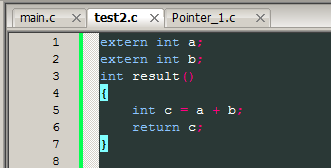 main.c test2.c Pointer_1.c
1 extern int a;
2 extern int b;
3 int result()
4 {
5 int c = a + b;
6 return c;
7 }
8